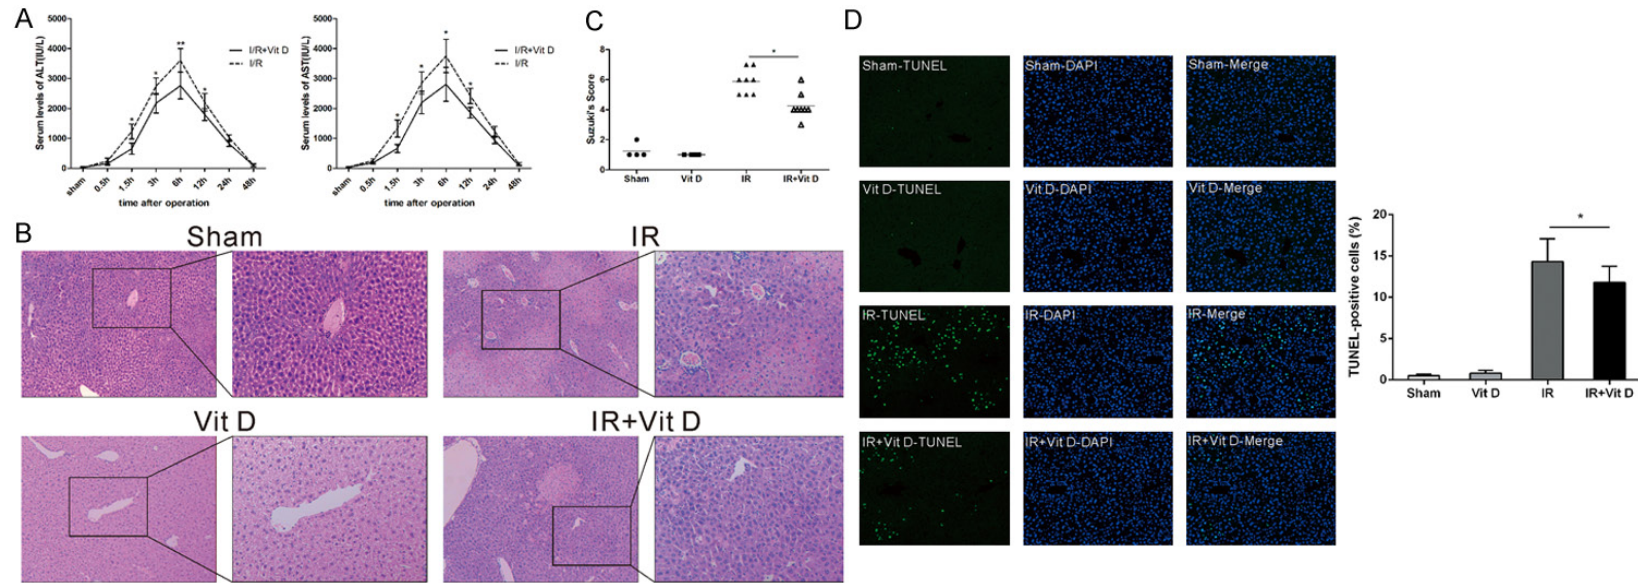 A
Serum levels of ALT(IU/L)
5000
4000
3000
2000
1000
0
* * ** *
I/R+Vit D
I/R
sham 0.5h 1.5h 3h 6h 12h 24h 48h
time after operation
Serum levels of AST(IU/L)
5000
4000
3000
2000
1000
0
* * * *
I/R+Vit D
I/R
sham 0.5h 1.5h 3h 6h 12h 24h 48h
time after operation
B
Sham
IR
Vit D
IR+Vit D
C
Suzuki's Score
8
6
4
2
0
*
Sham Vit D IR IR+Vit D
D
Sham-TUNEL Sham-DAPI Sham-Merge
Vit D-TUNEL Vit D-DAPI Vit D-Merge
IR-TUNEL IR-DAPI IR-Merge
IR+Vit D-TUNEL IR+Vit D-DAPI IR+Vit D-Merge
TUNEL-positive cells (%)
20
15
10
5
0
*
Sham Vit D IR IR+Vit D